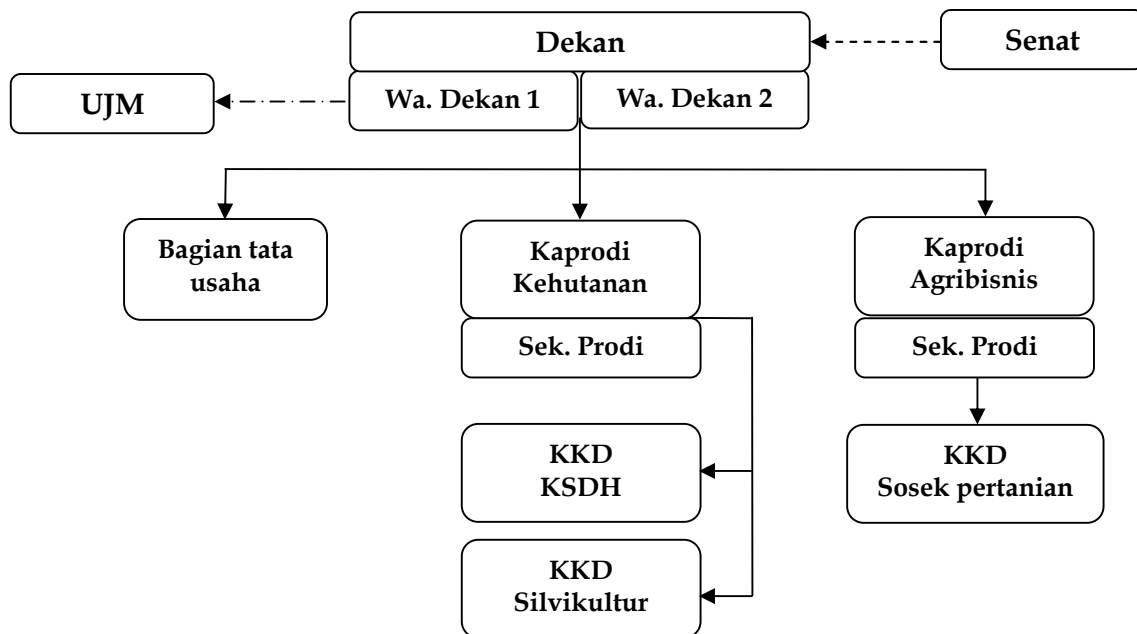 Dekan
Senat
UJM
Wa. Dekan 1
Wa. Dekan 2
Bagian tata
usaha
Kaprodi
Kehutanan
Sek. Prodi
Kaprodi
Agribisnis
Sek. Prodi
KKD
KSDH
KKD
Sosek pertanian
KKD
Silvikultur